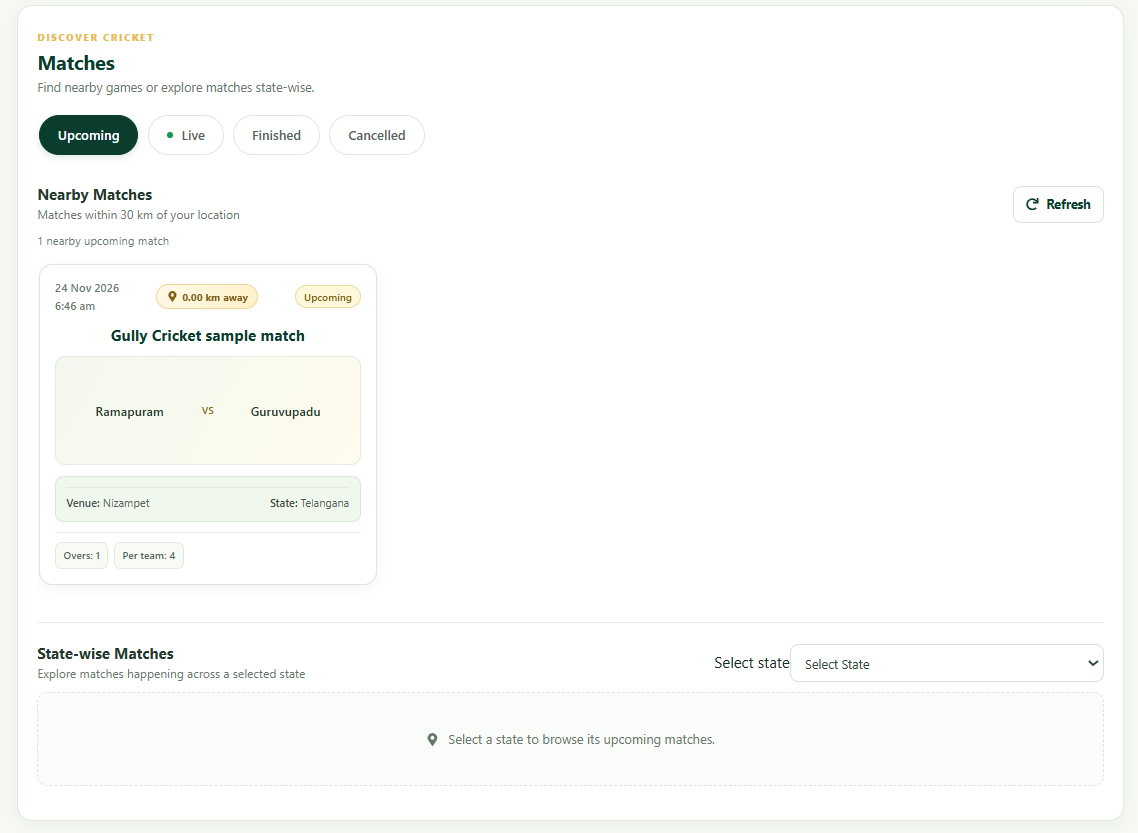 DISCOVER CRICKET
Matches
Find nearby games or explore matches state-wise.
Upcoming Live Finished Cancelled
Nearby Matches
Matches within 30 km of your location
Refresh
1 nearby upcoming match
24 Nov 2026
6:46 am
0.00 km away
Upcoming
Gully Cricket sample match
Ramapuram VS Guruvupadu
Venue: Nizampet State: Telangana
Overs: 1 Per team: 4
State-wise Matches
Explore matches happening across a selected state
Select state Select State
Select a state to browse its upcoming matches.